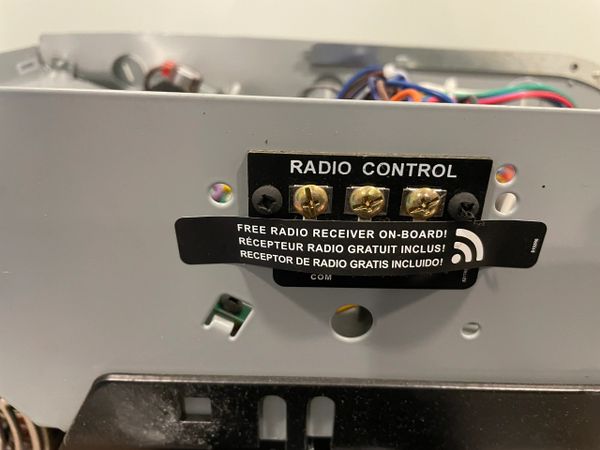 RADIO CONTROL
FREE RADIO RECEIVER ON-BOARD!
RÉCEPTEUR RADIO GRATUIT INCLUS!
RECEPTOR DE RADIO GRATIS INCLUIDO!
COM